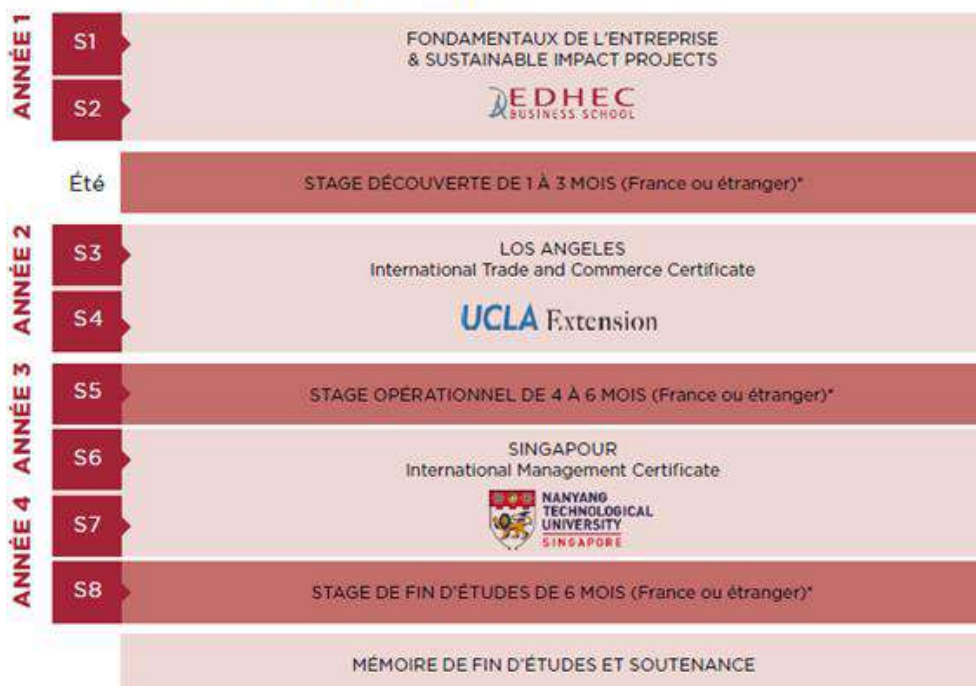 ANNÉE 1
S1
FONDAMENTAUX DE L'ENTREPRISE
& SUSTAINABLE IMPACT PROJECTS
S2
EDHEC
BUSINESS SCHOOL
Été
STAGE DÉCOUVERTE DE 1 À 3 MOIS (France ou étranger)*
ANNÉE 2
S3
LOS ANGELES
International Trade and Commerce Certificate
S4
UCLA Extension
ANNÉE 3
S5
STAGE OPÉRATIONNEL DE 4 À 6 MOIS (France ou étranger)*
S6
SINGAPOUR
International Management Certificate
ANNÉE 4
S7
NANYANG
TECHNOLOGICAL
UNIVERSITY
SINGAPORE
S8
STAGE DE FIN D'ÉTUDES DE 6 MOIS (France ou étranger)*
MÉMOIRE DE FIN D'ÉTUDES ET SOUTENANCE